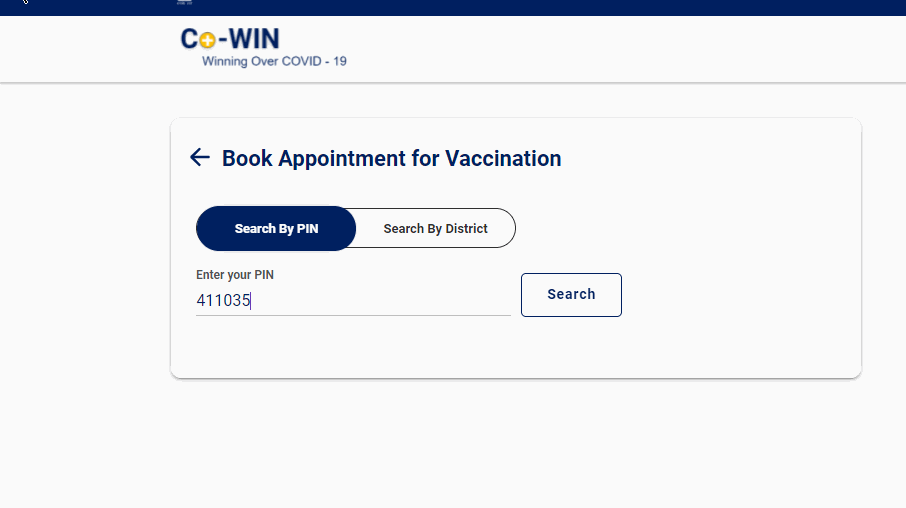 Co-WIN
Winning Over COVID - 19
Book Appointment for Vaccination
Search By PIN
Search By District
Enter your PIN
411035
Search